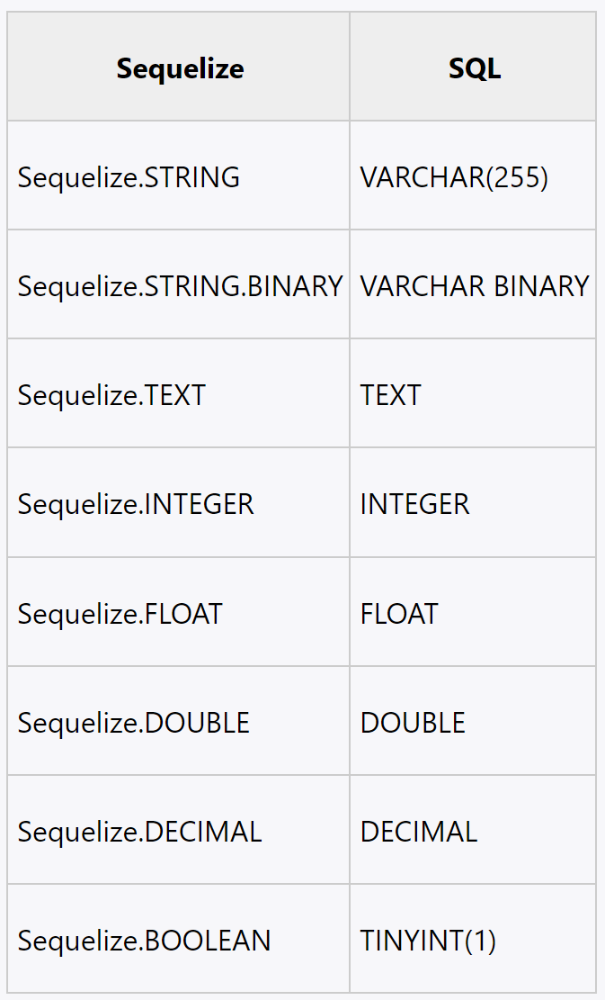 Sequelize SQL
Sequelize.STRING VARCHAR(255)
Sequelize.STRING.BINARY VARCHAR BINARY
Sequelize.TEXT TEXT
Sequelize.INTEGER INTEGER
Sequelize.FLOAT FLOAT
Sequelize.DOUBLE DOUBLE
Sequelize.DECIMAL DECIMAL
Sequelize.BOOLEAN TINYINT(1)